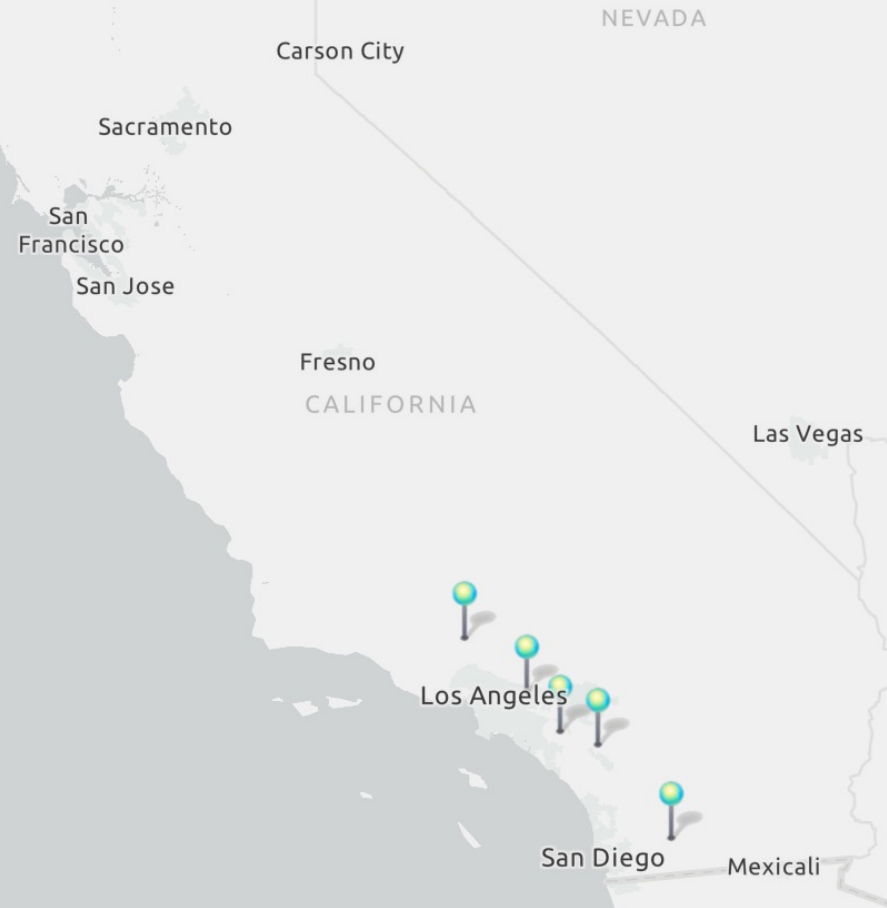 NEVADA
Carson City
Sacramento
San
Francisco
San Jose
Fresno
CALIFORNIA
Las Vegas
Los Angeles
San Diego
Mexicali